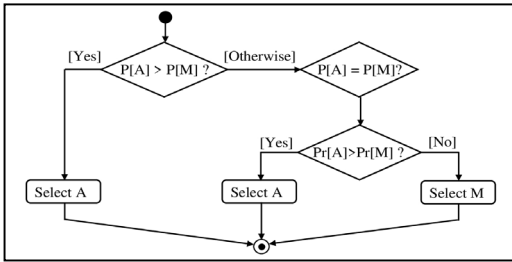 [Yes]
P[A] > P[M] ?
[Otherwise]
P[A] = P[M]?
[Yes]
Pr[A]>Pr[M] ?
[No]
Select A
Select A
Select M